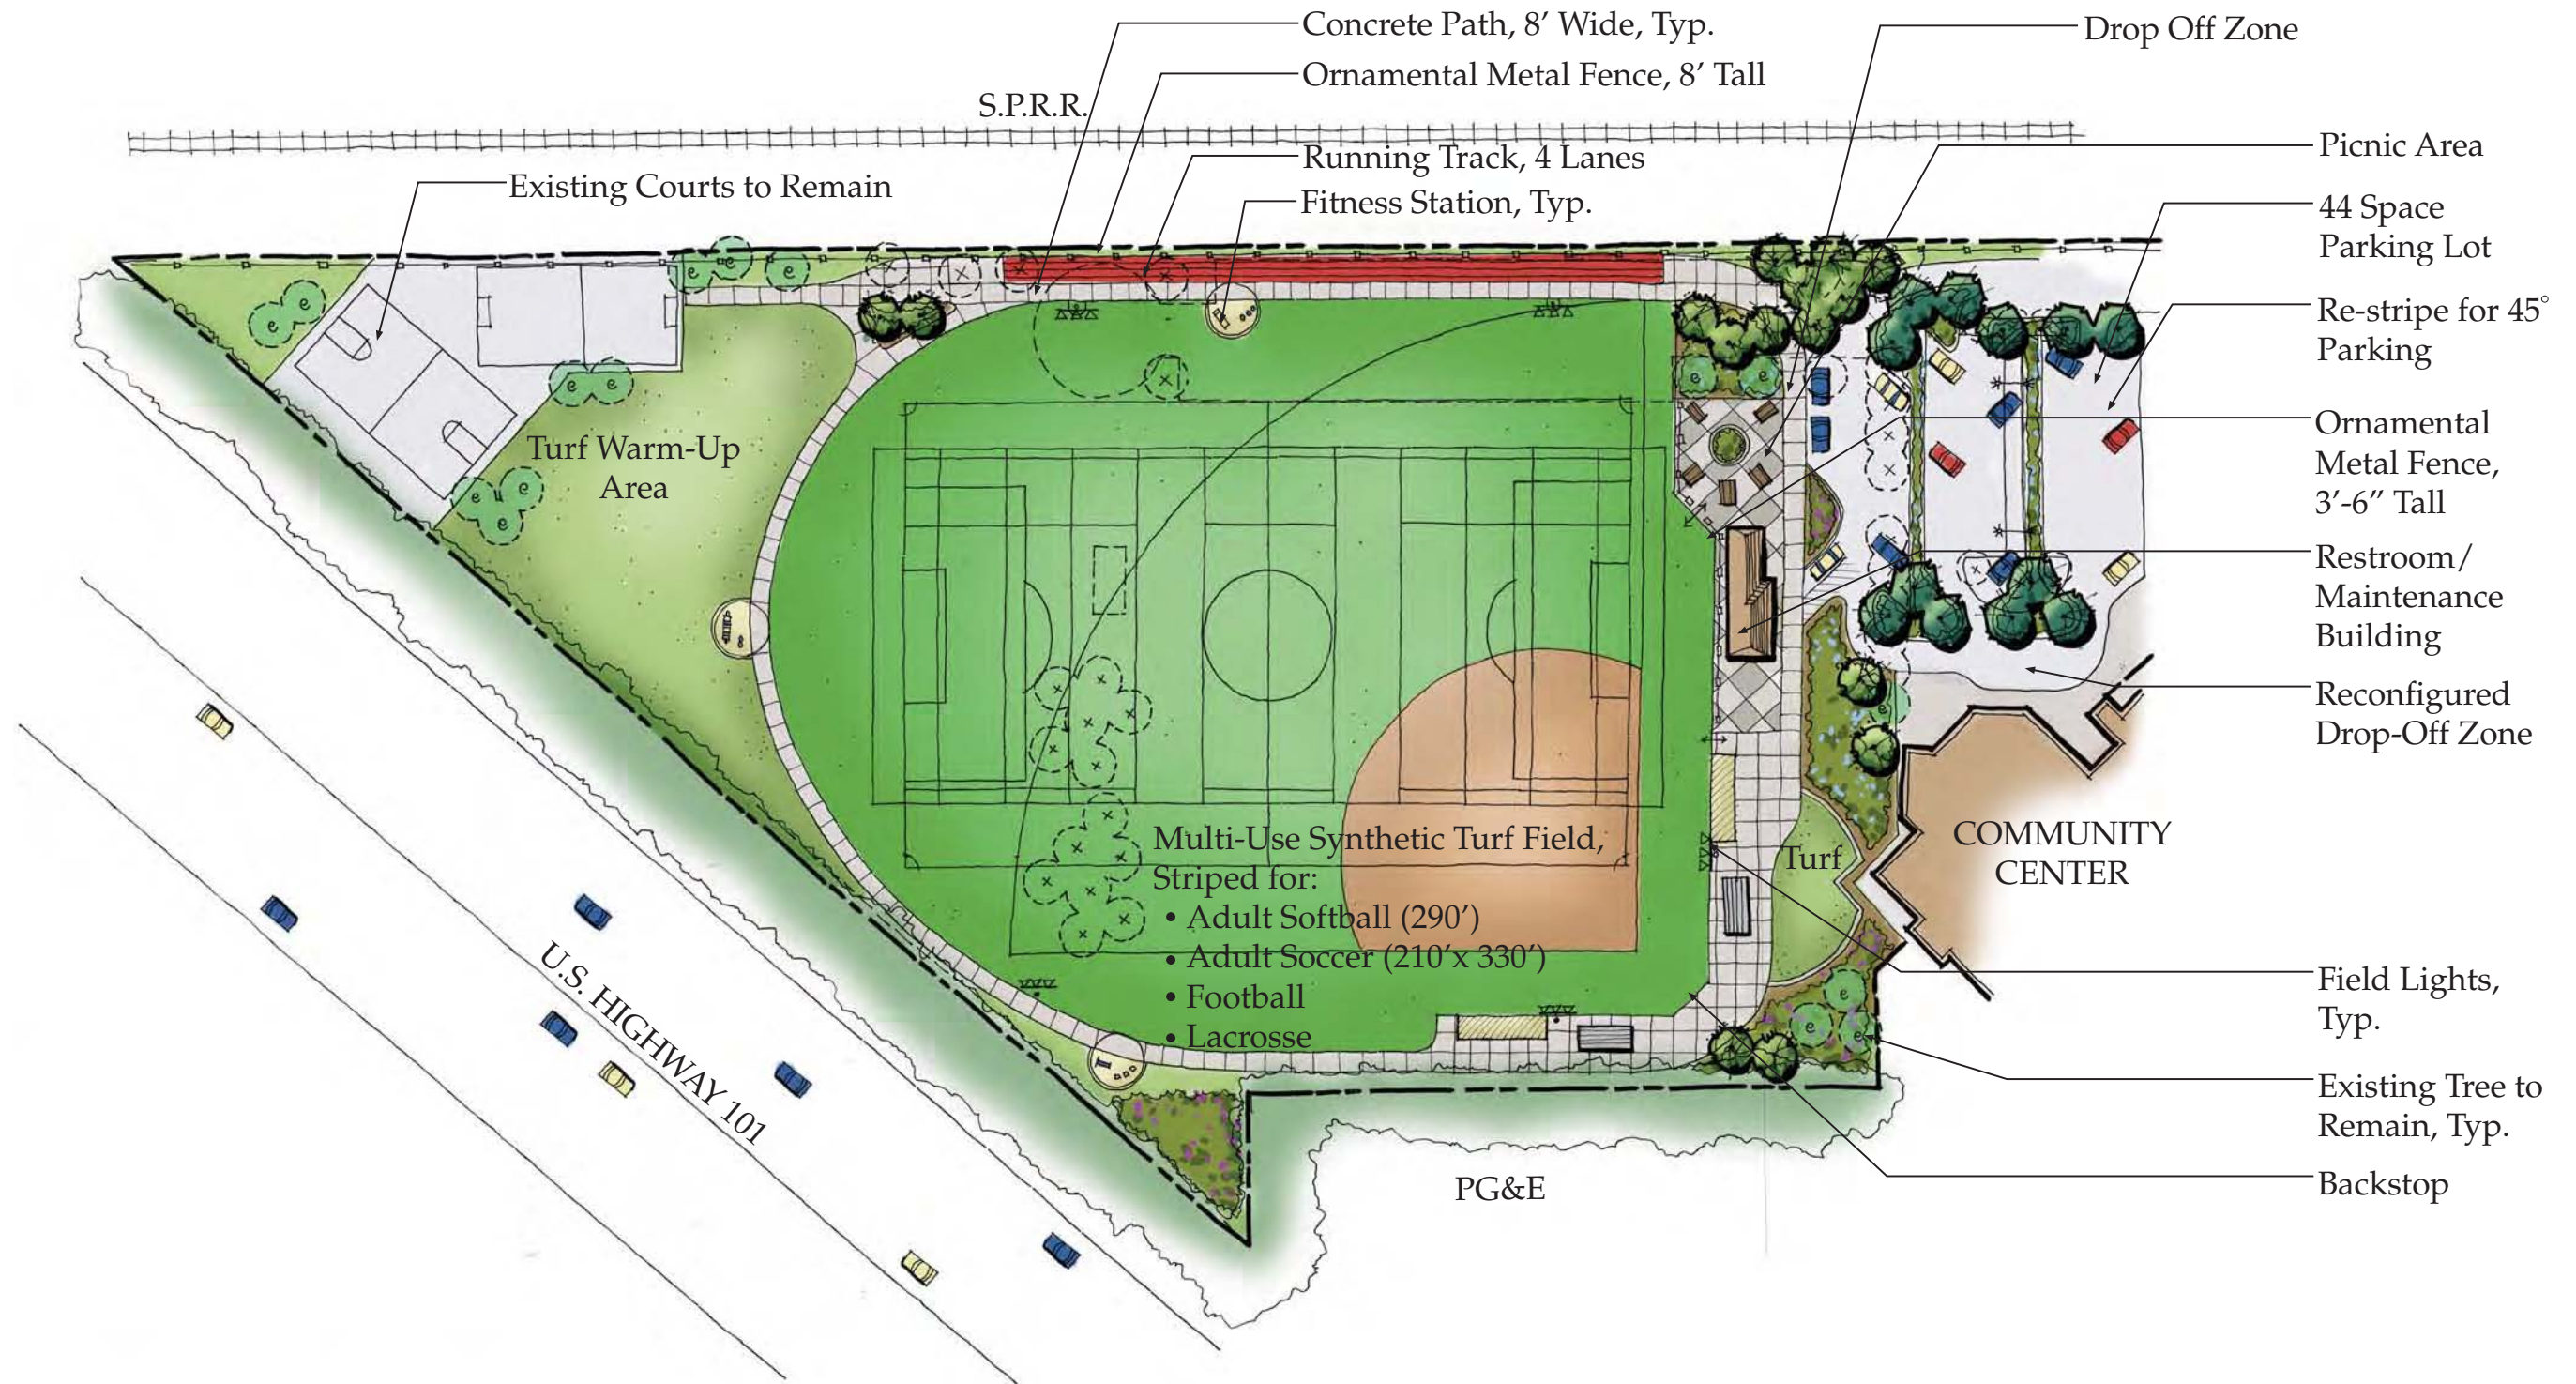 Concrete Path, 8’ Wide, Typ.
Drop Off Zone
Ornamental Metal Fence, 8’ Tall
S.P.R.R.
Running Track, 4 Lanes
Picnic Area
Existing Courts to Remain
Fitness Station, Typ.
44 Space
Parking Lot
Re-stripe for 45°
Parking
Ornamental
Metal Fence,
3’-6” Tall
Turf Warm-Up
Area
Restroom/
Maintenance
Building
Reconfigured
Drop-Off Zone
Multi-Use Synthetic Turf Field,
Striped for:
• Adult Softball (290’)
• Adult Soccer (210’x 330’)
• Football
• Lacrosse
Turf
COMMUNITY
CENTER
U.S. HIGHWAY 101
Field Lights,
Typ.
Existing Tree to
Remain, Typ.
Backstop
PG&E